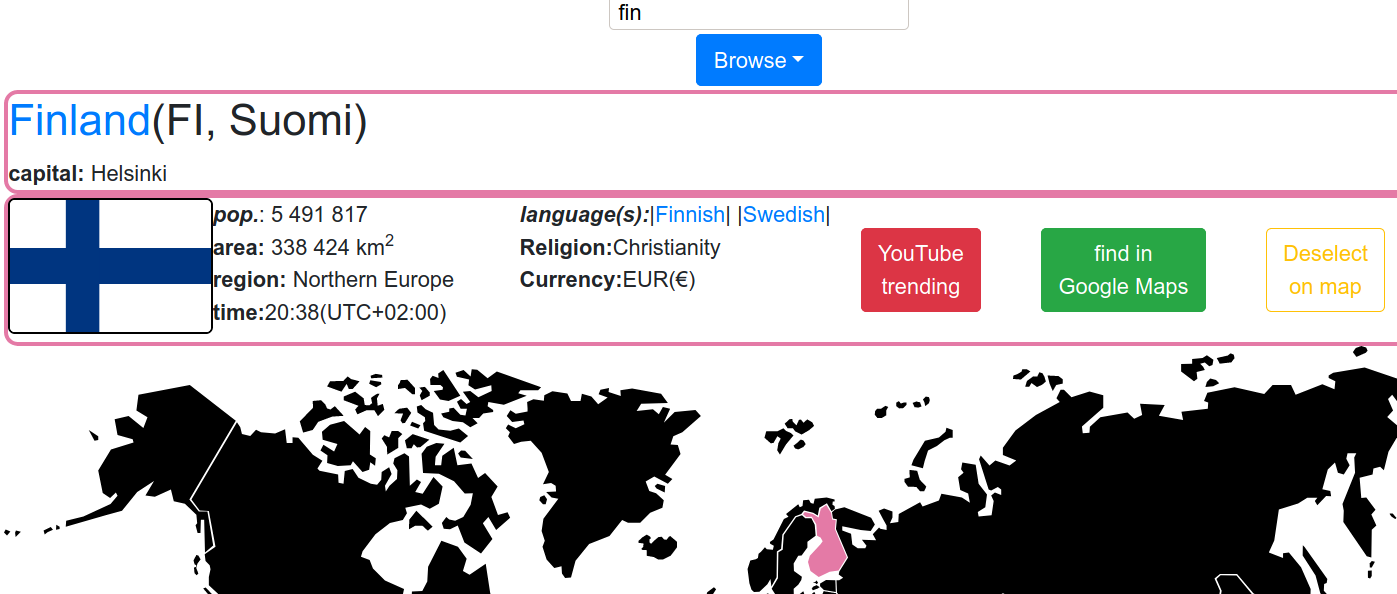 fin
Browse
Finland(FI, Suomi)
capital: Helsinki
pop.: 5 491 817
area: 338 424 km²
region: Northern Europe
time:20:38(UTC+02:00)
language(s):|Finnish| |Swedish|
Religion:Christianity
Currency:EUR(€)
YouTube
trending
find in
Google Maps
Deselect
on map